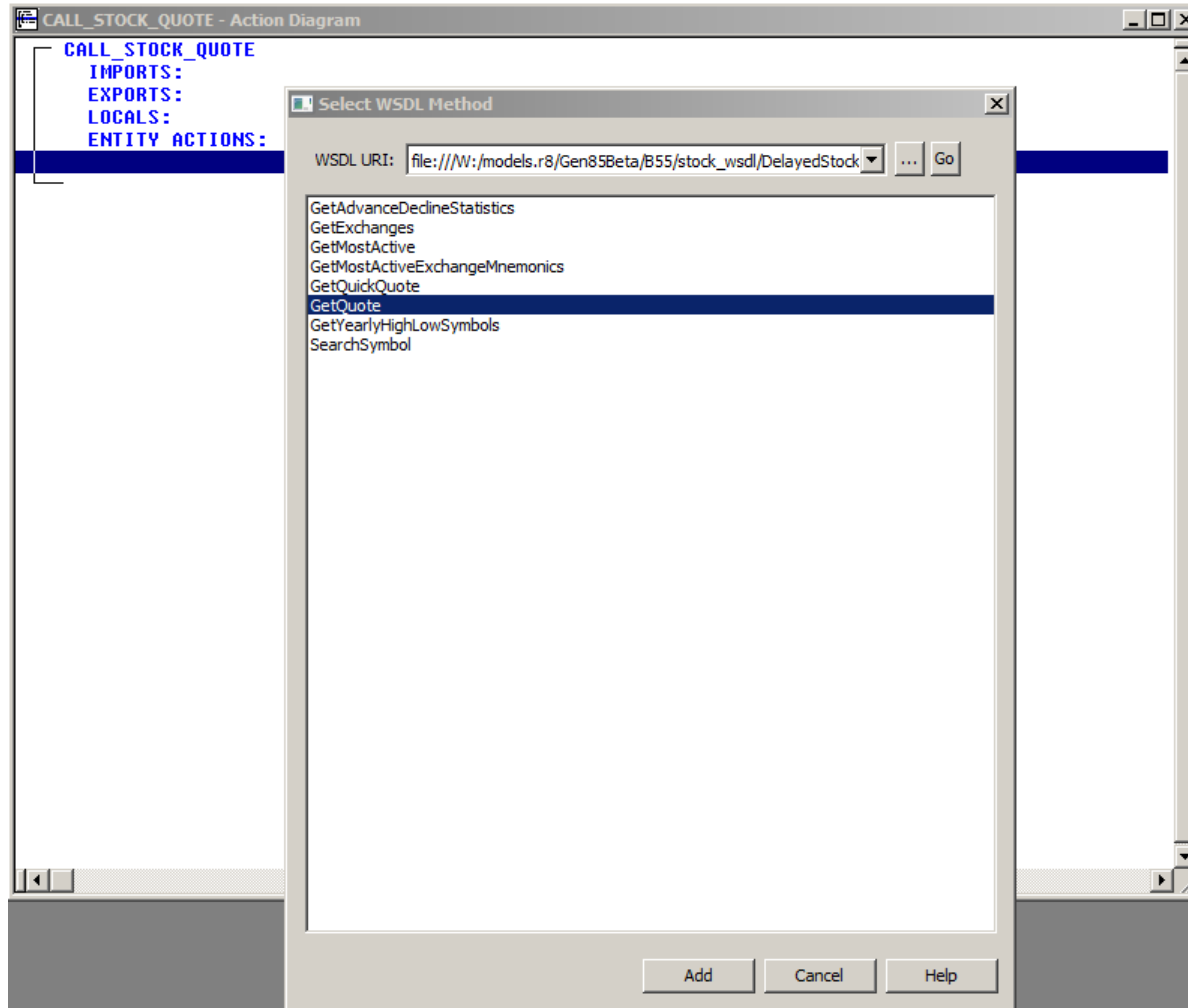 CALL_STOCK_QUOTE - Action Diagram
CALL_STOCK_QUOTE
IMPORTS:
EXPORTS:
LOCALS:
ENTITY ACTIONS:
Select WSDL Method
WSDL URI: file:///W:/models.r8/Gen85Beta/B55/stock_wsdl/DelayedStock ... Go
GetAdvanceDeclineStatistics
GetExchanges
GetMostActive
GetMostActiveExchangeMnemonics
GetQuickQuote
GetQuote
GetYearlyHighLowSymbols
SearchSymbol
Add Cancel Help